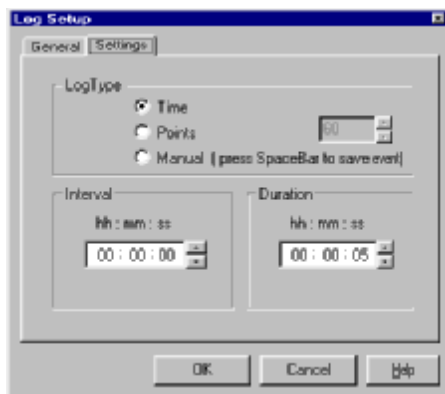 Log Setup
General Settings
LogType
Time
Points 60
Manual ( press SpaceBar to save event)
Interval Duration
hh : mm : ss hh : mm : ss
00 : 00 : 00 00 : 00 : 05
OK Cancel Help